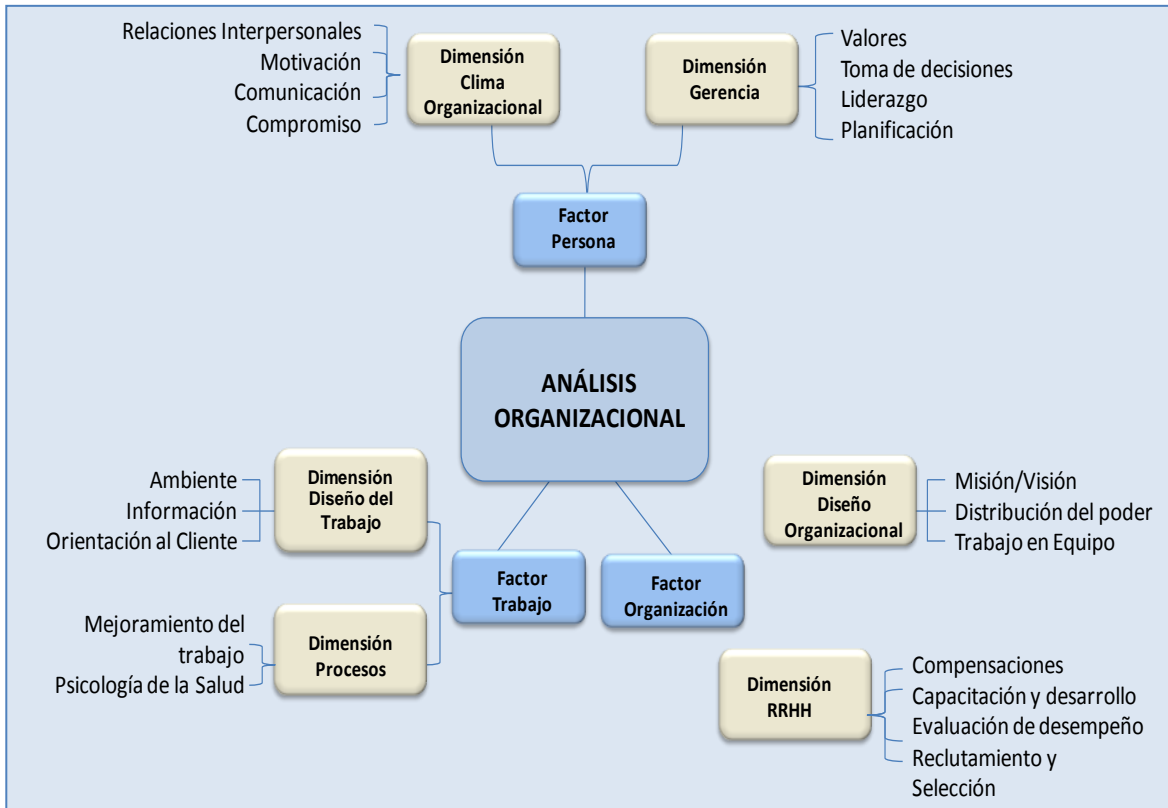 Relaciones Interpersonales
Motivación
Comunicación
Compromiso
Dimensión
Clima
Organizacional
Dimensión
Gerencia
Valores
Toma de decisiones
Liderazgo
Planificación
Factor
Persona
ANÁLISIS
ORGANIZACIONAL
Ambiente
Información
Orientación al Cliente
Dimensión
Diseño del
Trabajo
Dimensión
Diseño
Organizacional
Misión/Visión
Distribución del poder
Trabajo en Equipo
Factor
Trabajo
Factor
Organización
Mejoramiento del
trabajo
Psicología de la Salud
Dimensión
Procesos
Dimensión
RRHH
Compensaciones
Capacitación y desarrollo
Evaluación de desempeño
Reclutamiento y
Selección